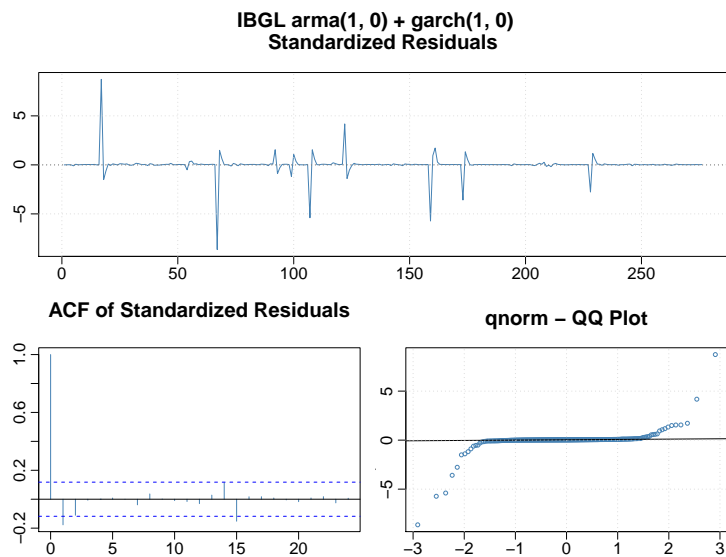 IBGL arma(1, 0) + garch(1, 0)
Standardized Residuals
5
0
−5
0 50 100 150 200 250
ACF of Standardized Residuals
1.0
0.6
0.2
−0.2
0 5 10 15 20
qnorm − QQ Plot
5
0
−5
−3 −2 −1 0 1 2 3